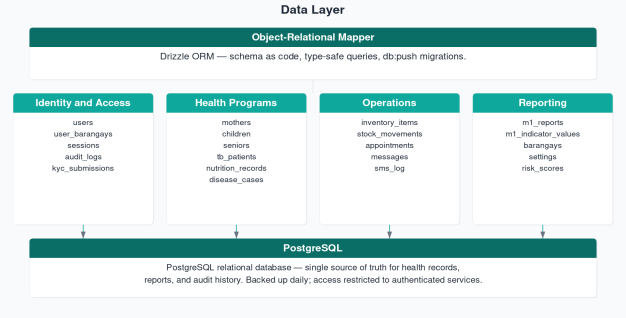 Data Layer
Object-Relational Mapper
Drizzle ORM — schema as code, type-safe queries, db:push migrations.
Identity and Access
users
user_barangays
sessions
audit_logs
kyc_submissions
Health Programs
mothers
children
seniors
tb_patients
nutrition_records
disease_cases
Operations
inventory_items
stock_movements
appointments
messages
sms_log
Reporting
m1_reports
m1_indicator_values
barangays
settings
risk_scores
PostgreSQL
PostgreSQL relational database — single source of truth for health records,
reports, and audit history. Backed up daily; access restricted to authenticated services.